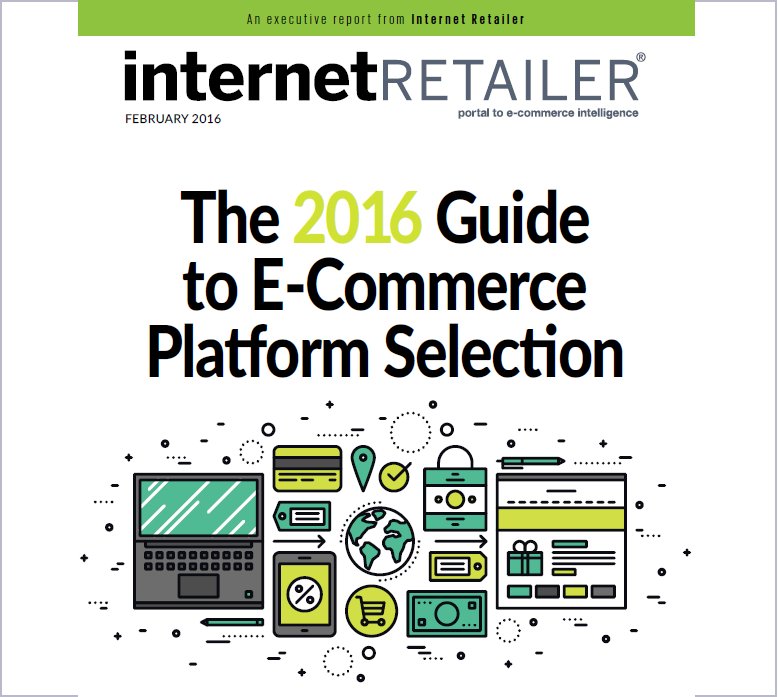 An executive report from Internet Retailer
internetRETAILER®
FEBRUARY 2016
portal to e-commerce intelligence
The 2016 Guide
to E-Commerce
Platform Selection
%